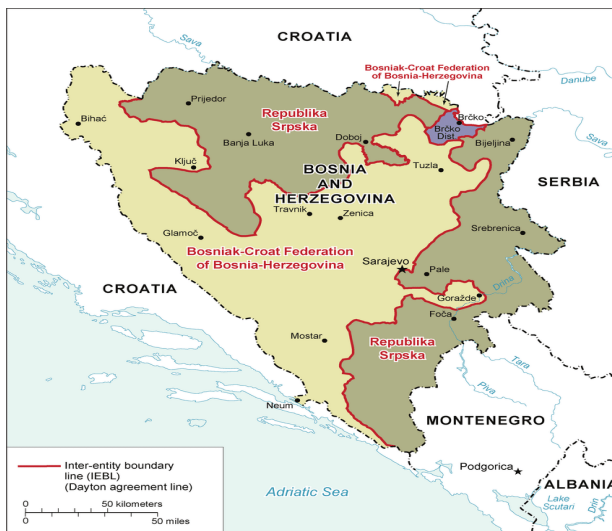 CROATIA
Sava
Bosniak-Croat Federation
of Bosnia-Herzegovina
Danube
Prijedor
Bihać
Republika
Srpska
Brčko
Brčko
Dist.
Banja Luka
Doboj
Bijeljina
Sava
Ključ
BOSNIA
AND
HERZEGOVINA
Tuzla
SERBIA
Travnik
Zenica
Glamoč
Srebrenica
Bosniak-Croat Federation
of Bosnia-Herzegovina
Sarajevo
Pale
CROATIA
Goražde
Drina
Foča
Mostar
Republika
Srpska
Tara
Piva
Neum
MONTENEGRO
Inter-entity boundary
line (IEBL)
(Dayton agreement line)
Podgorica
ALBANIA
0 50 kilometers
0 50 miles
Adriatic Sea
Lake
Scutari
Drin